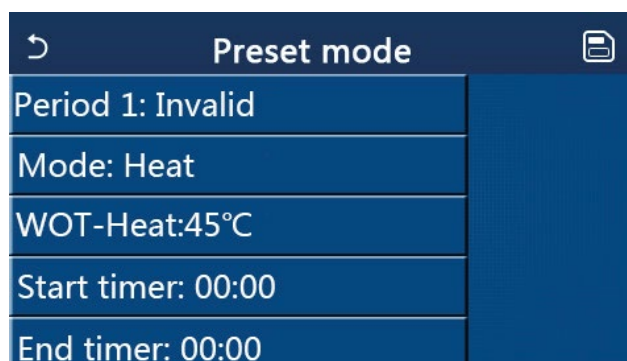 Preset mode
Period 1: Invalid
Mode: Heat
WOT-Heat:45℃
Start timer: 00:00
End timer: 00:00